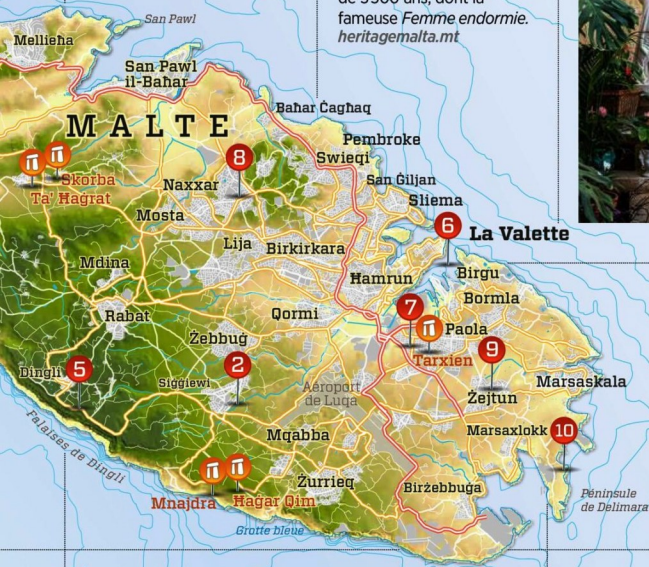 de 5 500 ans, dont la
fameuse Femme endormie.
heritagemalta.mt
San Pawl
Mellieħa
San Pawl
il-Baħar
Baħar Ċagħaq
MALTE
Pembroke
Swieqi
8
Skorba
Ta' Ħaġrat
Naxxar
San Ġiljan
Sliema
Mosta
6
La Valette
Lija
Birkirkara
Mdina
Ħamrun
Birgu
Bormla
7
Rabat
Qormi
Paola
Żebbuġ
Tarxien
9
Dingli
5
2
Siġġiewi
Aéroport
de Luqa
Marsaskala
Żejtun
Marsaxlokk
10
Falaises de Dingli
Mqabba
Żurrieq
Birżebbuġa
Mnajdra
Ħaġar Qim
Péninsule
de Delimara
Grotte bleue